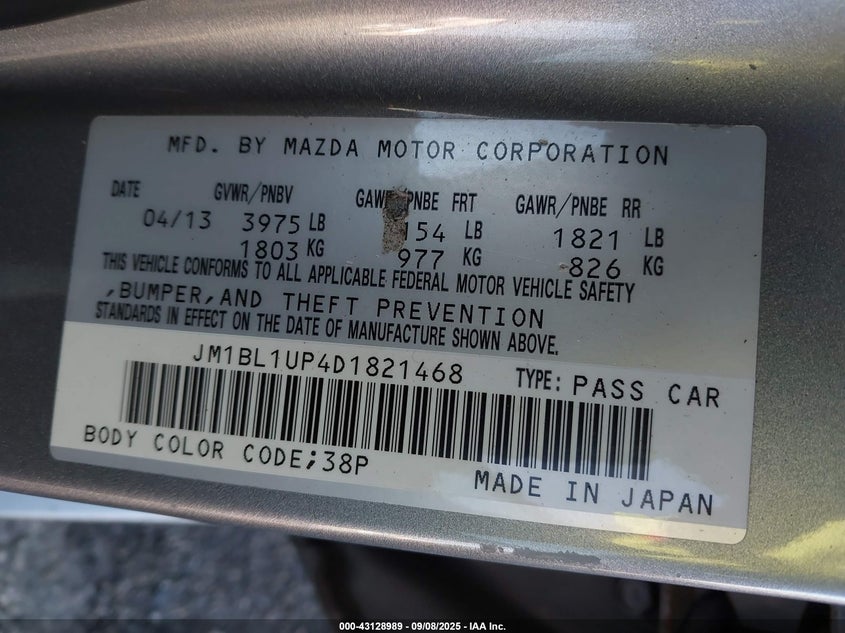 MFD. BY MAZDA MOTOR CORPORATION
DATE GVWR/PNBV GAWR/PNBE FRT GAWR/PNBE RR
04/13 3975 LB 154 LB 1821 LB
1803 KG 977 KG 826 KG
THIS VEHICLE CONFORMS TO ALL APPLICABLE FEDERAL MOTOR VEHICLE SAFETY
,BUMPER,AND THEFT PREVENTION
STANDARDS IN EFFECT ON THE DATE OF MANUFACTURE SHOWN ABOVE.
JM1BL1UP4D1821468 TYPE: PASS CAR
BODY COLOR CODE;38P
MADE IN JAPAN
000-43128989 - 09/08/2025 - IAA Inc.